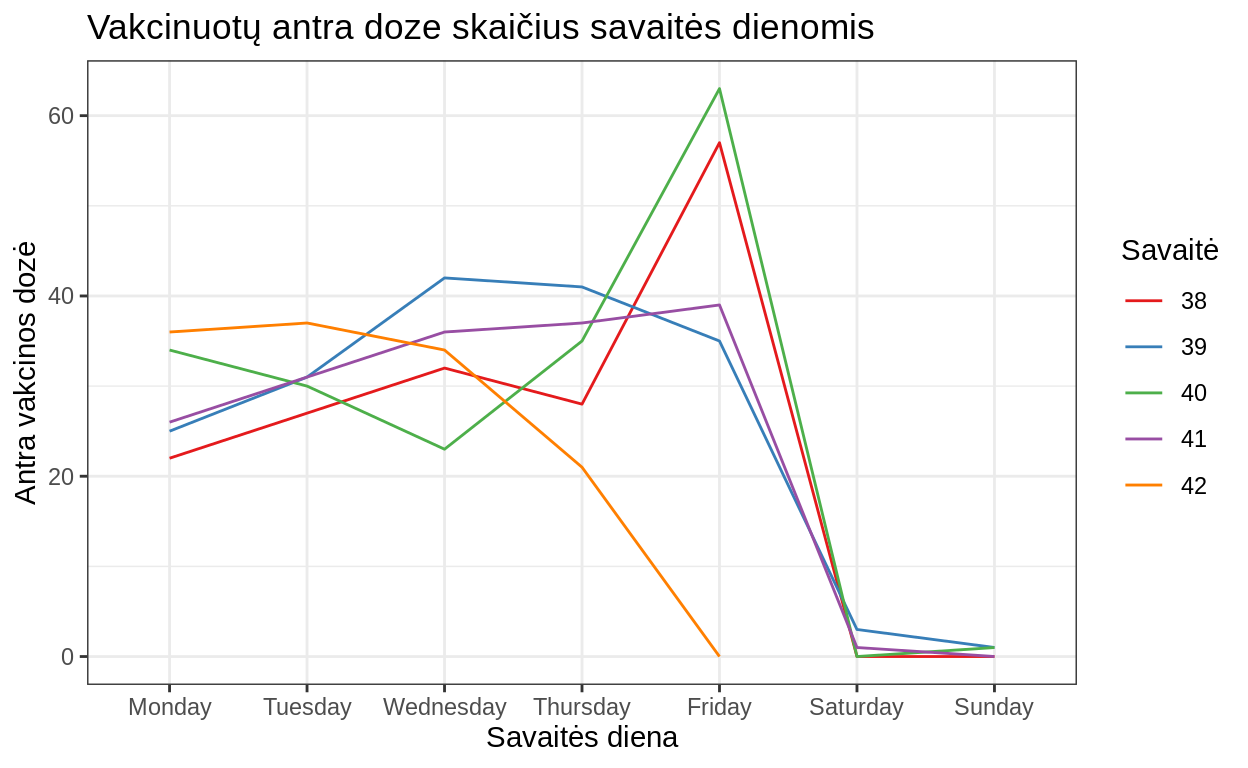 Vakcinuotų antra doze skaičius savaitės dienomis
Antra vakcinos dozė
60
40
20
0
Monday Tuesday Wednesday Thursday Friday Saturday Sunday
Savaitės diena
Savaitė
38
39
40
41
42